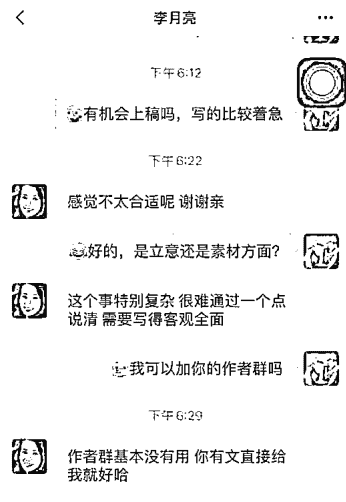 李月亮
下午6:12
有机会上稿吗,写的比较着急
下午6:22
感觉不太合适呢 谢谢亲
好的,是立意还是素材方面?
这个事特别复杂 很难通过一个点
说清 需要写得客观全面
我可以加你的作者群吗
下午6:29
作者群基本没有用 你有文直接给
我就好哈